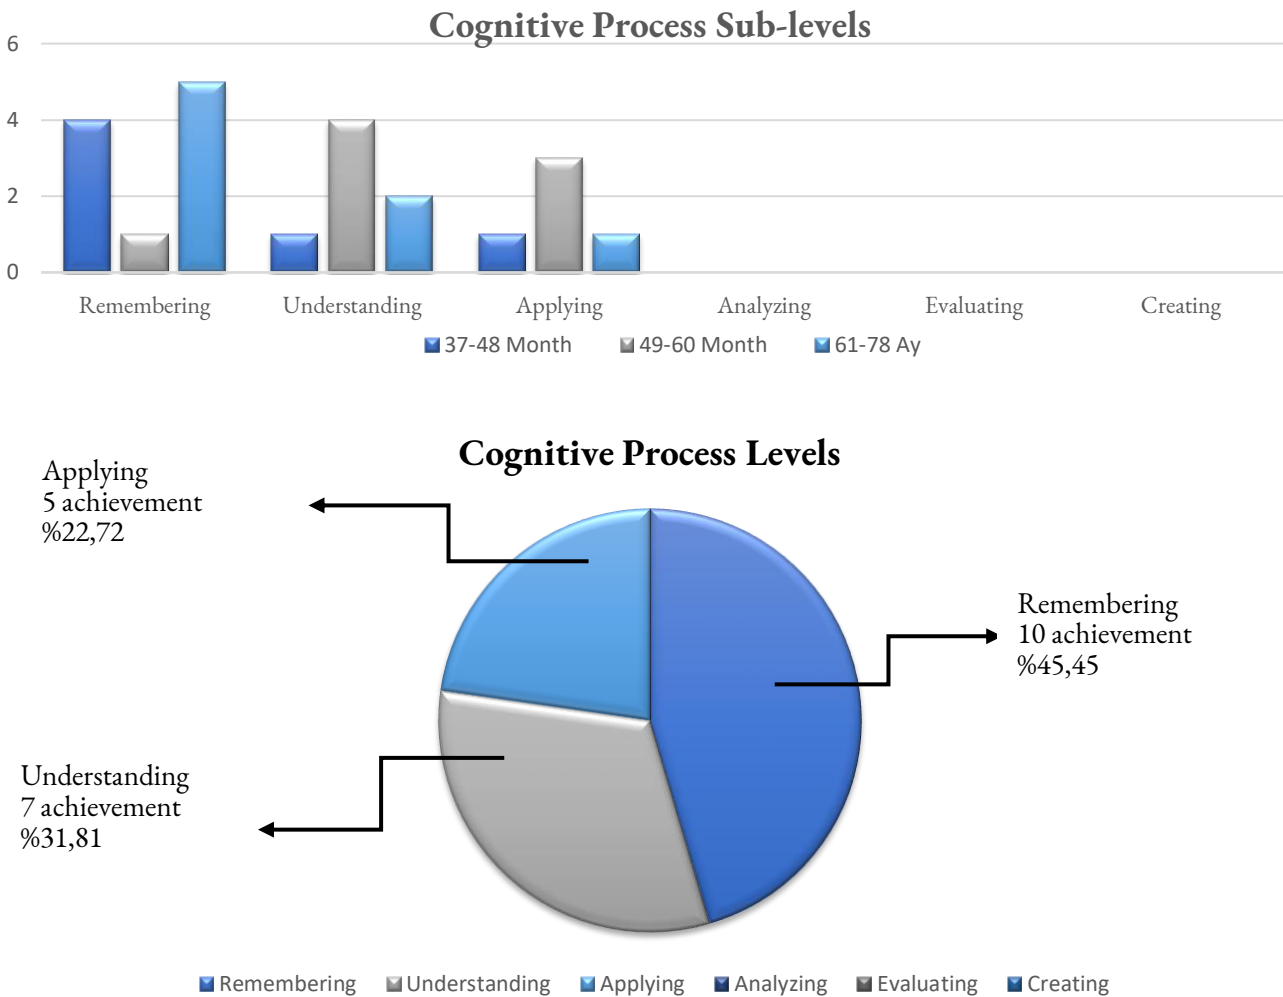 Cognitive Process Sub-levels
6
4
2
0
Remembering Understanding Applying Analyzing Evaluating Creating
37-48 Month 49-60 Month 61-78 Ay
Cognitive Process Levels
Applying
5 achievement
%22,72
Remembering
10 achievement
%45,45
Understanding
7 achievement
%31,81
Remembering Understanding Applying Analyzing Evaluating Creating